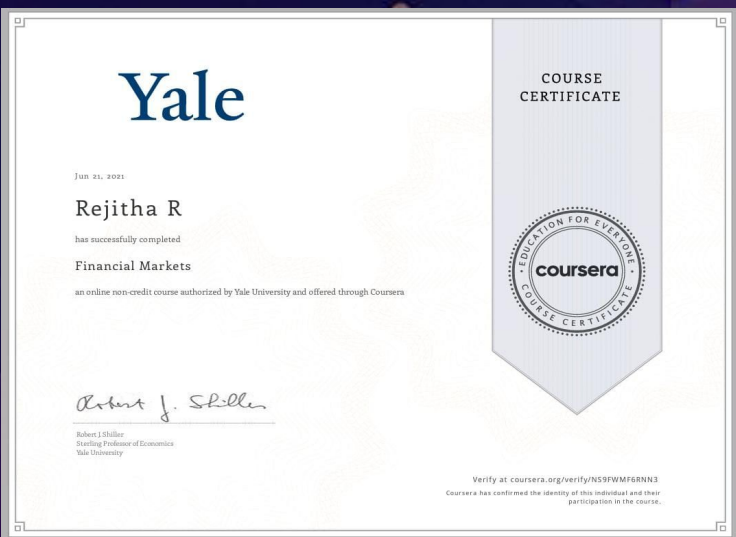 Yale
COURSE
CERTIFICATE
Jun 21, 2021
Rejitha R
has successfully completed
Financial Markets
an online non-credit course authorized by Yale University and offered through Coursera
EDUCATION FOR EVERYONE
coursera
COURSE CERTIFICATE
Robert J. Shiller
Robert J. Shiller
Sterling Professor of Economics
Yale University
Verify at coursera.org/verify/NS9FWMF6RNN3
Coursera has confirmed the identity of this individual and their
participation in the course.